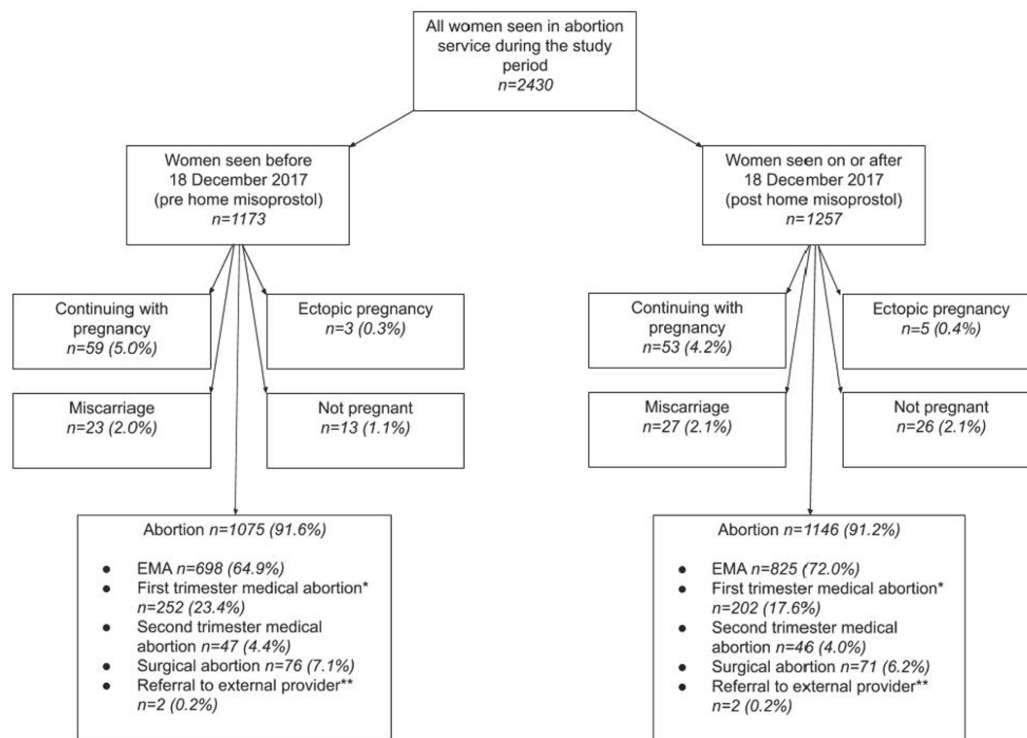 All women seen in abortion
service during the study
period
n=2430
Women seen before
18 December 2017
(pre home misoprostol)
n=1173
Women seen on or after
18 December 2017
(post home misoprostol)
n=1257
Continuing with
pregnancy
n=59 (5.0%)
Ectopic pregnancy
n=3 (0.3%)
Continuing with
pregnancy
n=53 (4.2%)
Ectopic pregnancy
n=5 (0.4%)
Miscarriage
n=23 (2.0%)
Not pregnant
n=13 (1.1%)
Miscarriage
n=27 (2.1%)
Not pregnant
n=26 (2.1%)
Abortion n=1075 (91.6%)
● EMA n=698 (64.9%)
● First trimester medical abortion*
n=252 (23.4%)
● Second trimester medical
abortion n=47 (4.4%)
● Surgical abortion n=76 (7.1%)
● Referral to external provider**
n=2 (0.2%)
Abortion n=1146 (91.2%)
● EMA n=825 (72.0%)
● First trimester medical abortion*
n=202 (17.6%)
● Second trimester medical
abortion n=46 (4.0%)
● Surgical abortion n=71 (6.2%)
● Referral to external provider**
n=2 (0.2%)